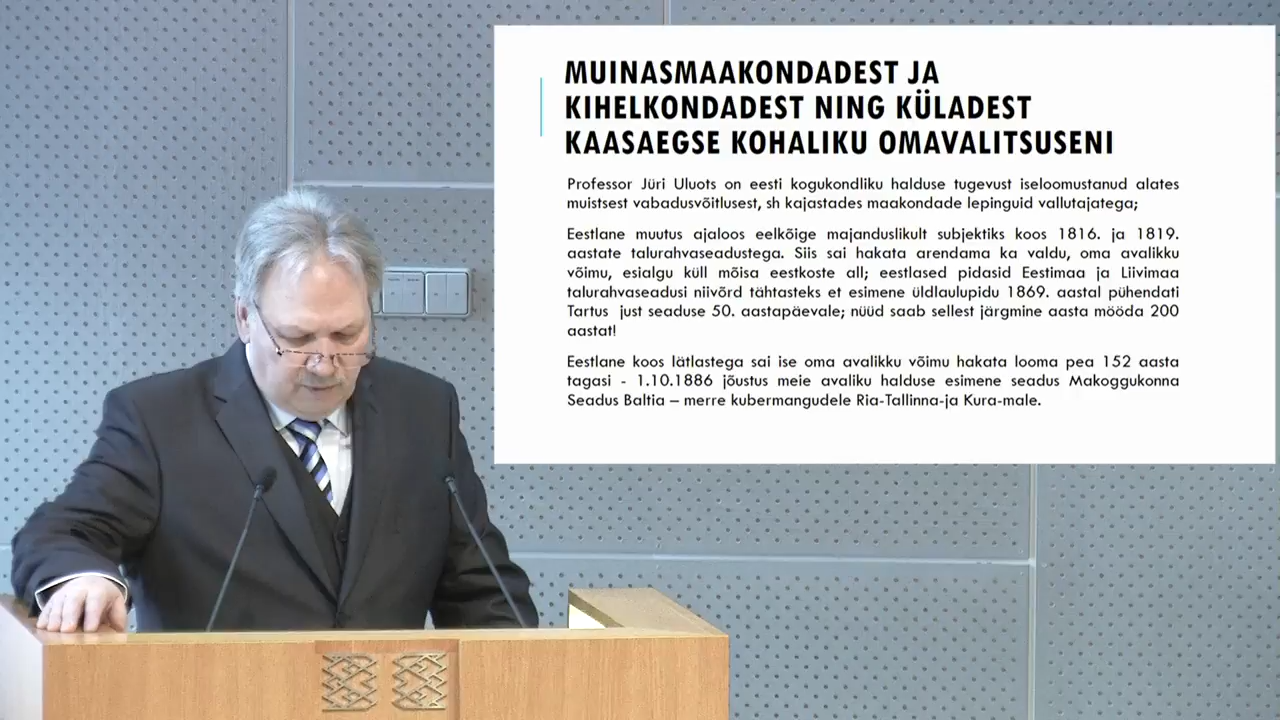 MUINASMAAKONDADEST JA
KIHELKONDADEST NING KÜLADEST
KAASAEGSE KOHALIKU OMAVALITSUSENI
Professor Jüri Uluots on eesti kogukondliku halduse tugevust iseloomustanud alates
muistsest vabadusvõitlusest, sh kajastades maakondade lepinguid vallutajatega;
Eestlane muutus ajaloos eelkõige majanduslikult subjektiks koos 1816. ja 1819.
aastate talurahvaseadustega. Siis sai hakata arendama ka valdu, oma avalikku
võimu, esialgu küll mõisa eestkoste all; eestlased pidasid Eestimaa ja Liivimaa
talurahvaseadusi niivõrd tähtasteks et esimene üldlaulupidu 1869. aastal pühendati
Tartus just seaduse 50. aastapäevale; nüüd saab sellest järgmine aasta mööda 200
aastat!
Eestlane koos lätlastega sai ise oma avalikku võimu hakata looma pea 152 aasta
tagasi - 1.10.1886 jõustus meie avaliku halduse esimene seadus Makoggukonna
Seadus Baltia – merre kubermangudele Ria-Tallinna-ja Kura-male.